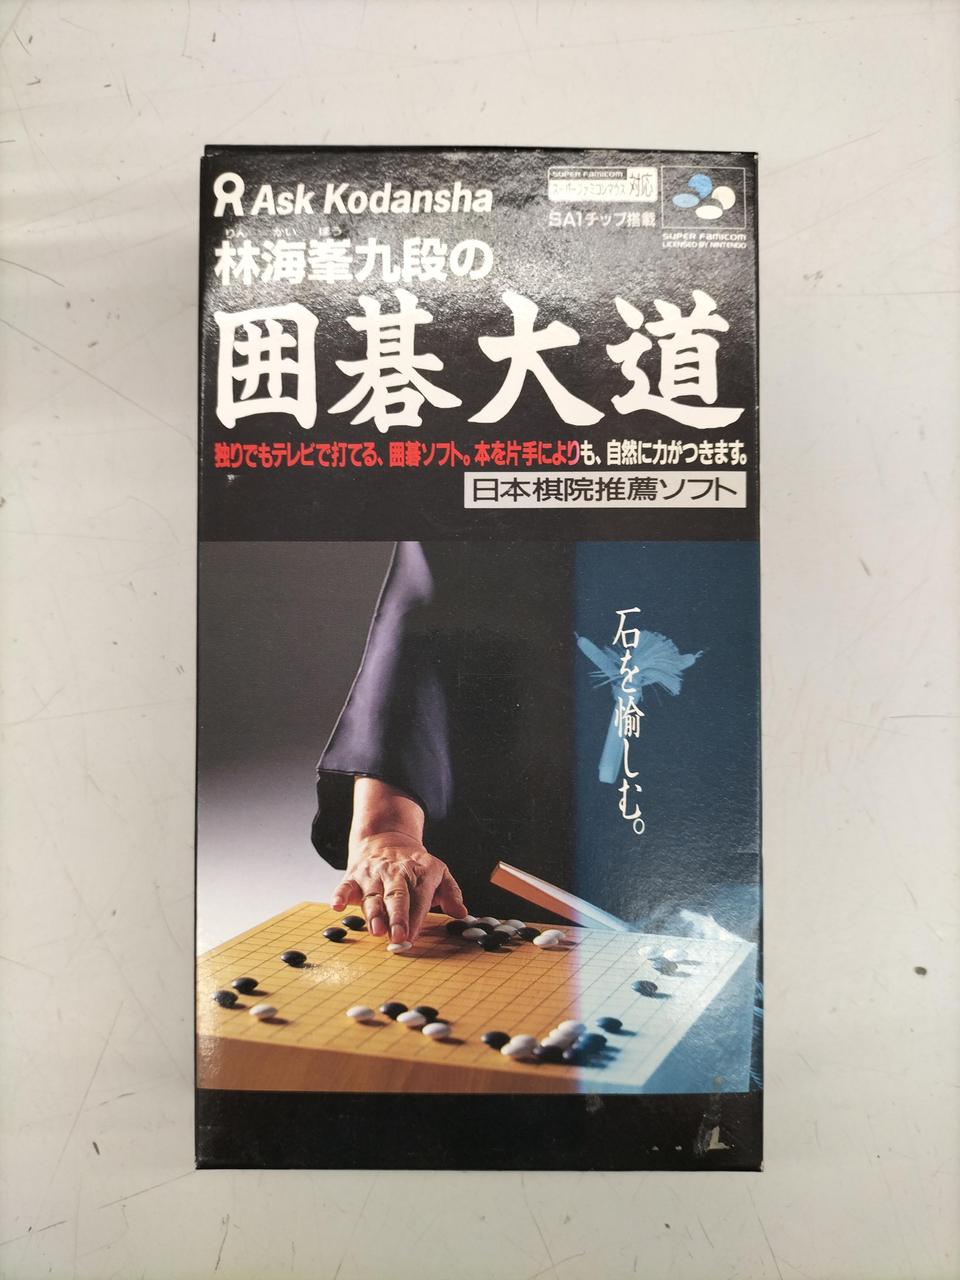 Ask Kodansha
SUPER FAMICOM
スーパーファミコンマウス 対応
SA1チップ搭載
SUPER FAMICOM
LICENSED BY NINTENDO
りん かい ほう
林海峯九段の
囲碁大道
独りでもテレビで打てる、囲碁ソフト。本を片手によりも、自然に力がつきます。
日本棋院推薦ソフト
石を愉しむ。